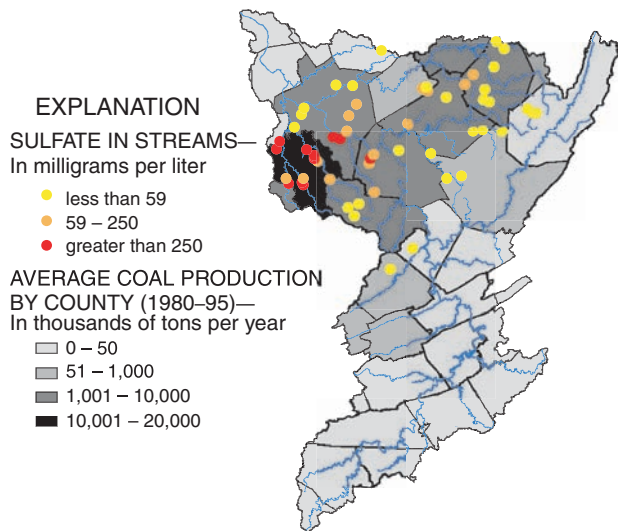 EXPLANATION
SULFATE IN STREAMS—
In milligrams per liter
less than 59
59 – 250
greater than 250
AVERAGE COAL PRODUCTION
BY COUNTY (1980–95)—
In thousands of tons per year
0 – 50
51 – 1,000
1,001 – 10,000
10,001 – 20,000